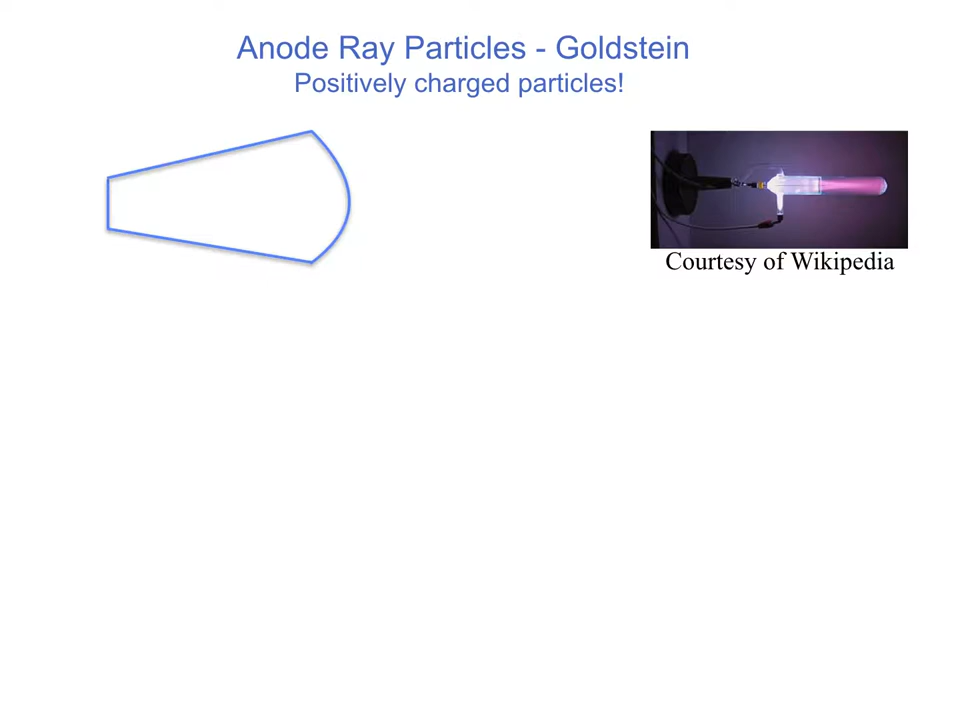 Anode Ray Particles - Goldstein
Positively charged particles!
Courtesy of Wikipedia